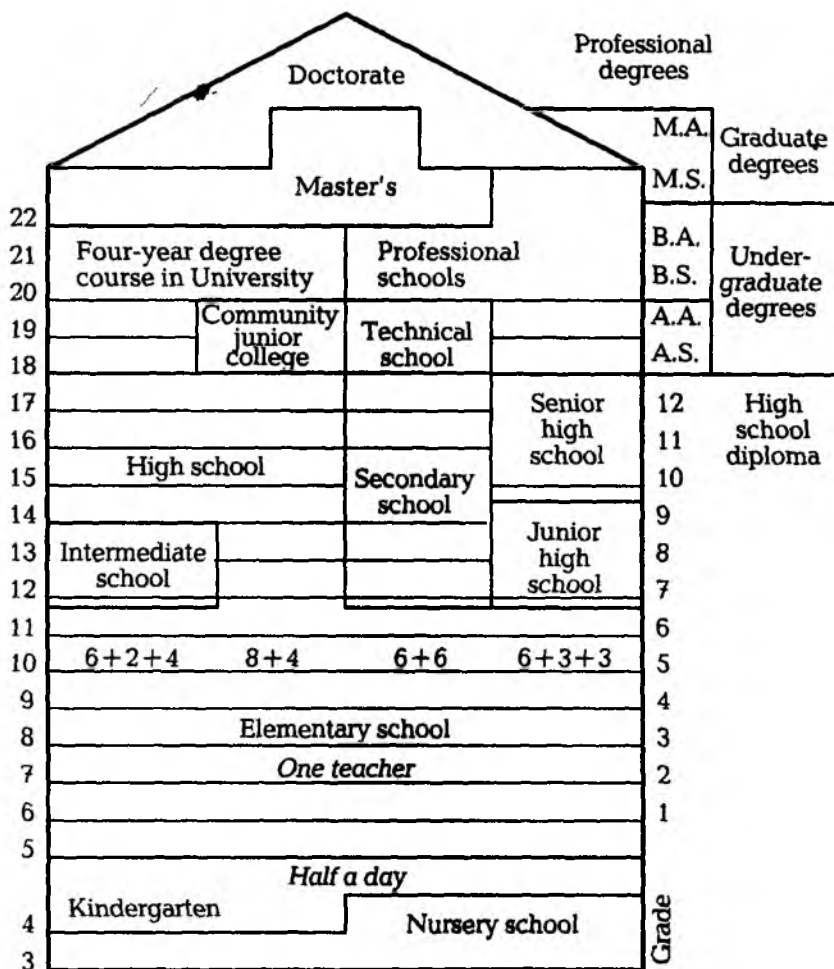 Professional
degrees
Doctorate
M.A.
Graduate
degrees
M.S.
Master's
22
21
20
19
18
17
16
15
14
13
12
11
10
9
8
7
6
5
4
3
Four-year degree
course in University
Professional
schools
B.A.
B.S.
Under-
graduate
degrees
Community
junior
college
Technical
school
A.A.
A.S.
High school
Secondary
school
Senior
high
school
12
11
10
High
school
diploma
Intermediate
school
Junior
high
school
9
8
7
6
5
4
3
2
1
6+2+4
8+4
6+6
6+3+3
Elementary school
One teacher
Half a day
Kindergarten
Nursery school
Grade